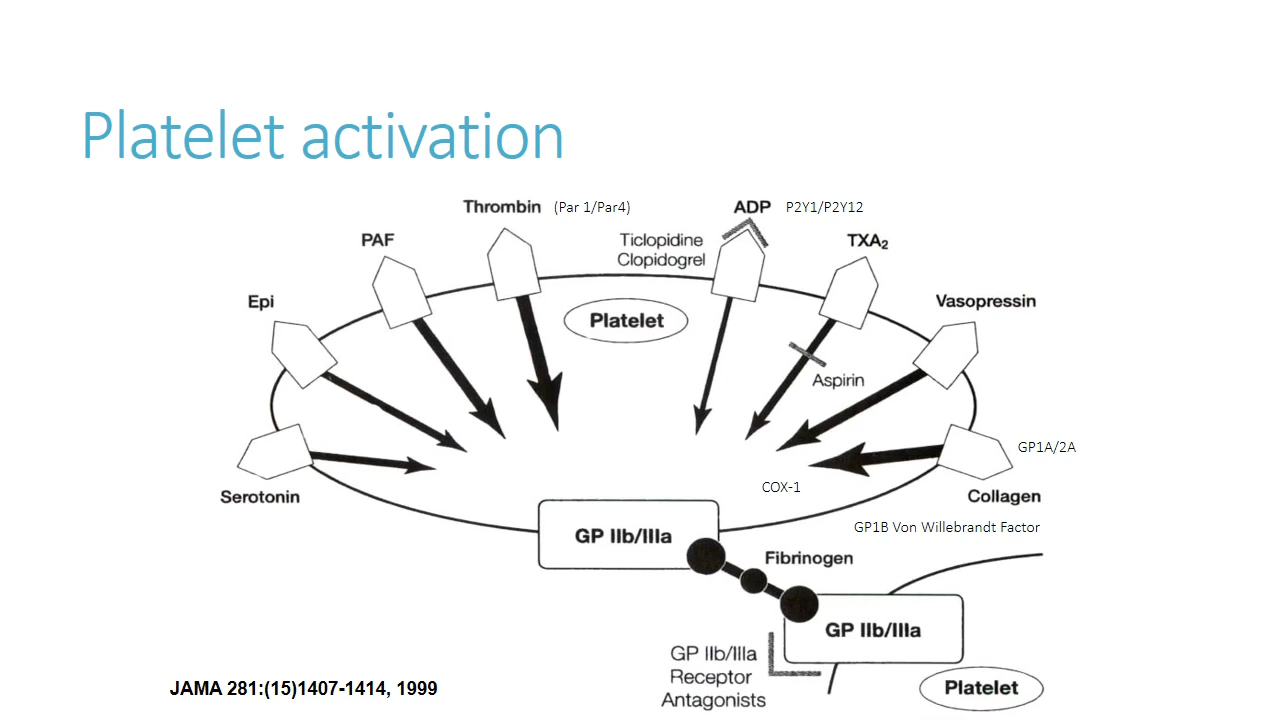 Platelet activation
Thrombin (Par 1/Par4)
ADP P2Y1/P2Y12
PAF
Ticlopidine
Clopidogrel
TXA₂
Epi
Platelet
Vasopressin
Aspirin
GP1A/2A
Serotonin
COX-1
Collagen
GP IIb/IIIa
GP1B Von Willebrandt Factor
Fibrinogen
GP IIb/IIIa
GP IIb/IIIa
Receptor
Antagonists
Platelet
JAMA 281:(15)1407-1414, 1999